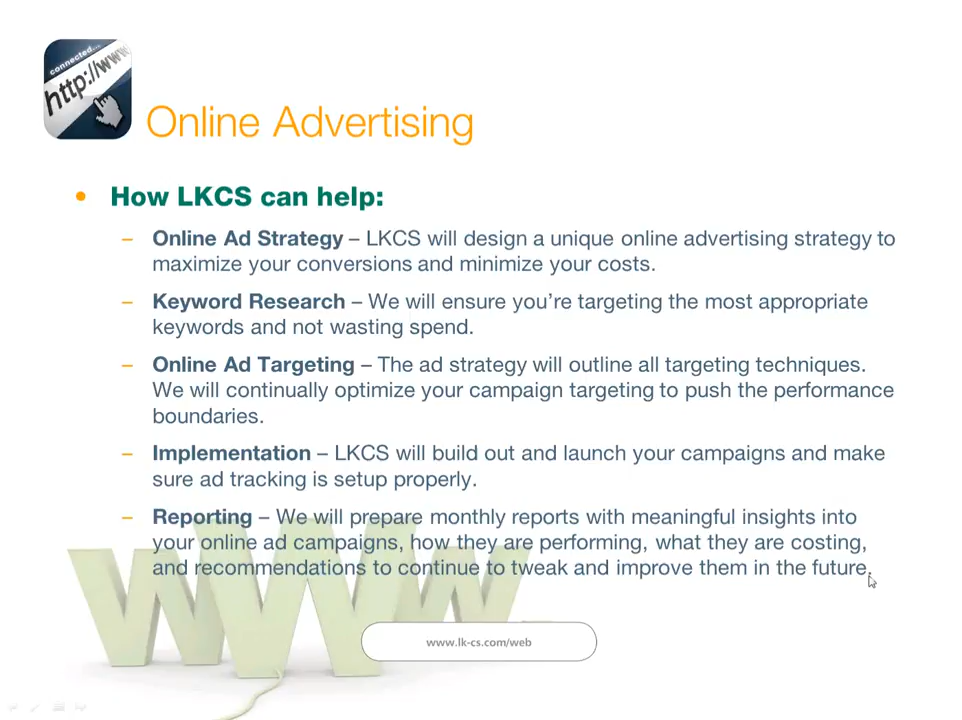 connected...
http://www
Online Advertising
• How LKCS can help:
– Online Ad Strategy – LKCS will design a unique online advertising strategy to
maximize your conversions and minimize your costs.
– Keyword Research – We will ensure you’re targeting the most appropriate
keywords and not wasting spend.
– Online Ad Targeting – The ad strategy will outline all targeting techniques.
We will continually optimize your campaign targeting to push the performance
boundaries.
– Implementation – LKCS will build out and launch your campaigns and make
sure ad tracking is setup properly.
– Reporting – We will prepare monthly reports with meaningful insights into
your online ad campaigns, how they are performing, what they are costing,
and recommendations to continue to tweak and improve them in the future.
WWW
www.lk-cs.com/web